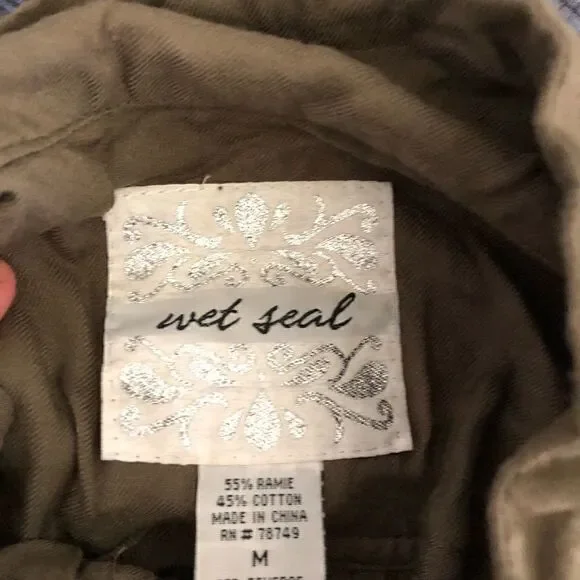 wet seal
55% RAMIE
45% COTTON
MADE IN CHINA
RN # 78749
M